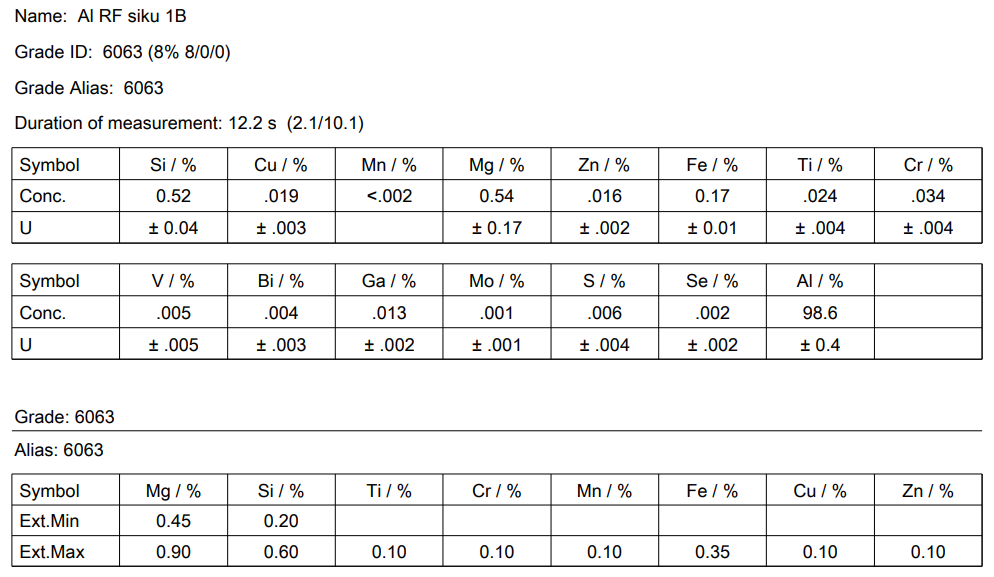 Name: Al RF siku 1B
Grade ID: 6063 (8% 8/0/0)
Grade Alias: 6063
Duration of measurement: 12.2 s (2.1/10.1)
Symbol Si / % Cu / % Mn / % Mg / % Zn / % Fe / % Ti / % Cr / %
Conc. 0.52 .019 <.002 0.54 .016 0.17 .024 .034
U ± 0.04 ± .003 ± 0.17 ± .002 ± 0.01 ± .004 ± .004
Symbol V / % Bi / % Ga / % Mo / % S / % Se / % Al / %
Conc. .005 .004 .013 .001 .006 .002 98.6
U ± .005 ± .003 ± .002 ± .001 ± .004 ± .002 ± 0.4
Grade: 6063
Alias: 6063
Symbol Mg / % Si / % Ti / % Cr / % Mn / % Fe / % Cu / % Zn / %
Ext.Min 0.45 0.20
Ext.Max 0.90 0.60 0.10 0.10 0.10 0.35 0.10 0.10